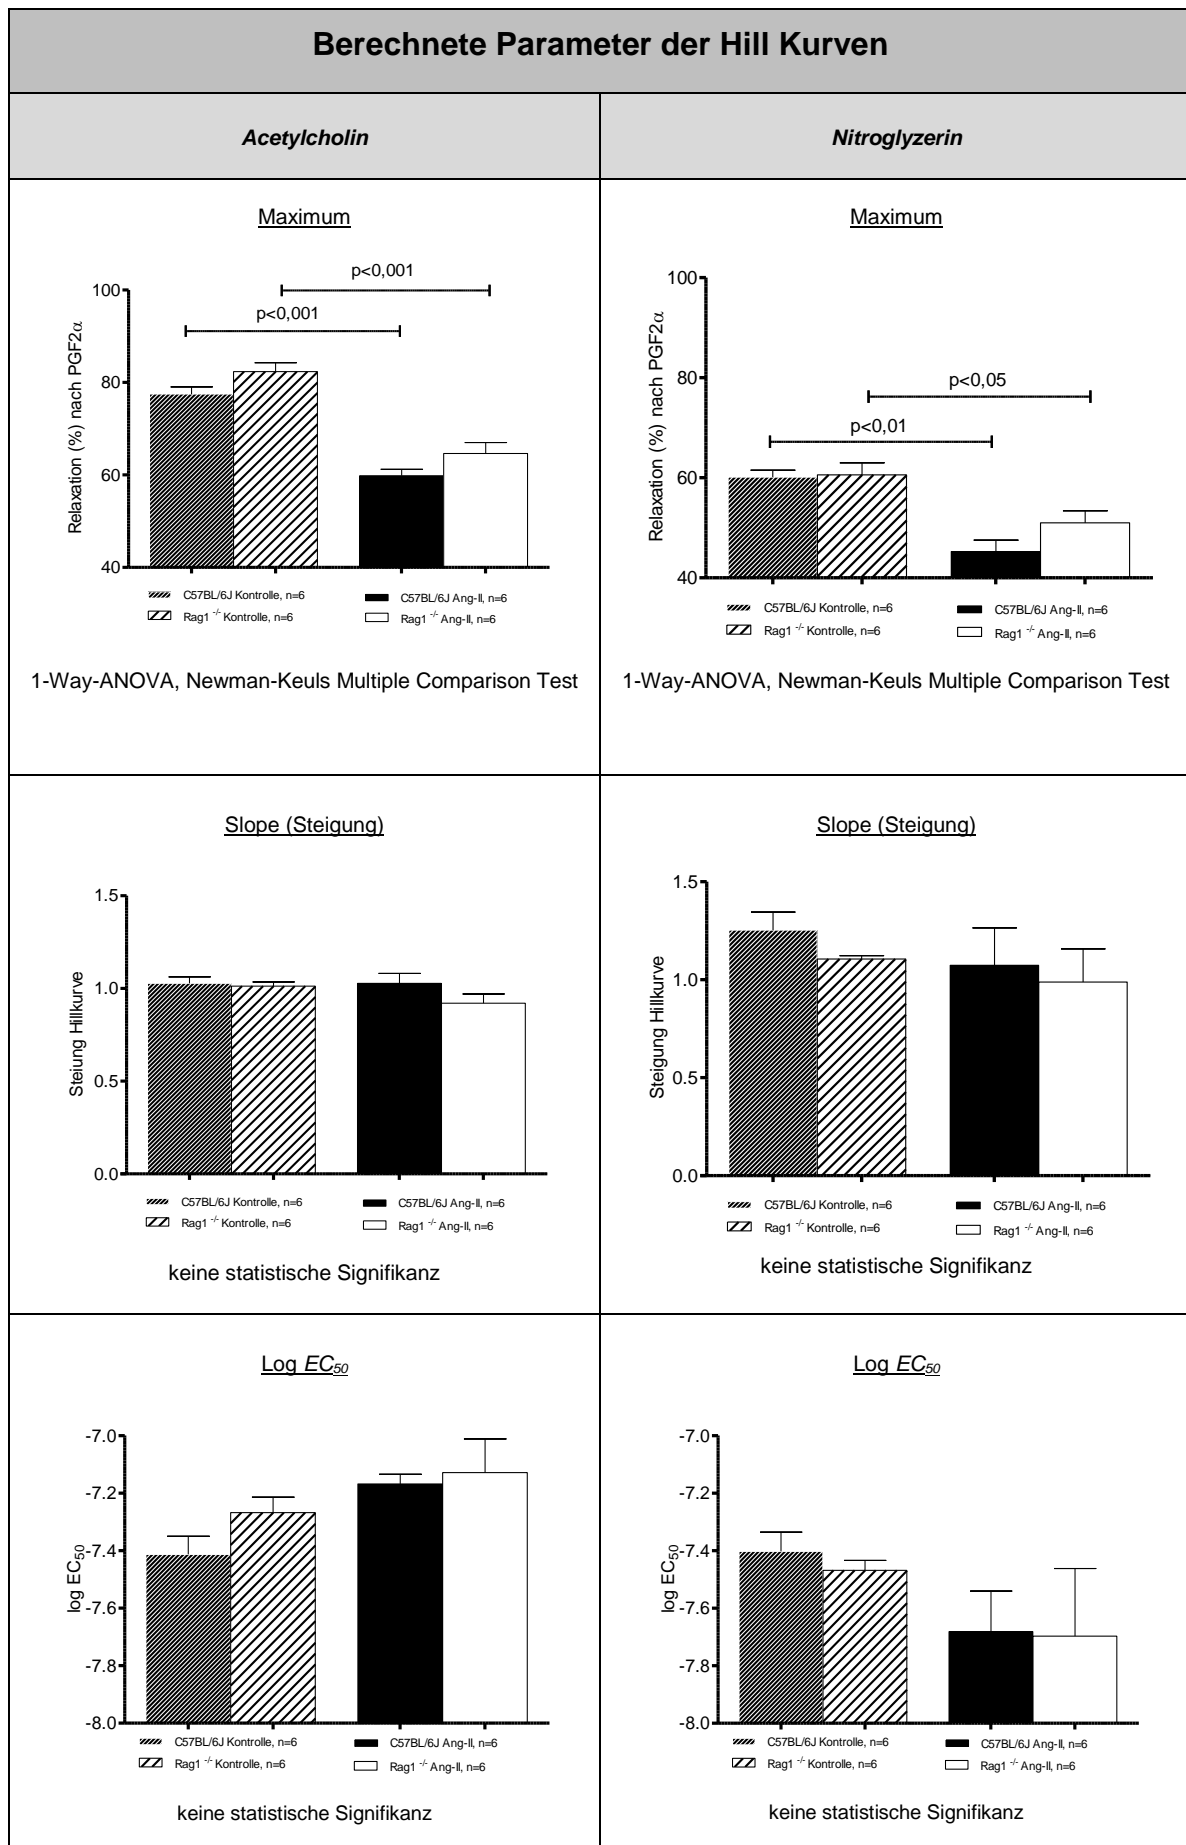 Berechnete Parameter der Hill Kurven
Acetylcholin
Nitroglyzerin
Maximum
p<0,001
p<0,001
100
80
60
40
Relaxation (%) nach PGF2α
C57BL/6J Kontrolle, n=6
C57BL/6J Ang-II, n=6
Rag1 -/- Kontrolle, n=6
Rag1 -/- Ang-II, n=6
1-Way-ANOVA, Newman-Keuls Multiple Comparison Test
Maximum
100
80
60
40
p<0,05
p<0,01
Relaxation (%) nach PGF2α
C57BL/6J Kontrolle, n=6
C57BL/6J Ang-II, n=6
Rag1 -/- Kontrolle, n=6
Rag1 -/- Ang-II, n=6
1-Way-ANOVA, Newman-Keuls Multiple Comparison Test
Slope (Steigung)
1.5
1.0
0.5
0.0
Steiung Hillkurve
C57BL/6J Kontrolle, n=6
C57BL/6J Ang-II, n=6
Rag1 -/- Kontrolle, n=6
Rag1 -/- Ang-II, n=6
keine statistische Signifikanz
Slope (Steigung)
1.5
1.0
0.5
0.0
Steigung Hillkurve
C57BL/6J Kontrolle, n=6
C57BL/6J Ang-II, n=6
Rag1 -/- Kontrolle, n=6
Rag1 -/- Ang-II, n=6
keine statistische Signifikanz
Log EC50
-7.0
-7.2
-7.4
-7.6
-7.8
-8.0
log EC50
C57BL/6J Kontrolle, n=6
C57BL/6J Ang-II, n=6
Rag1 -/- Kontrolle, n=6
Rag1 -/- Ang-II, n=6
keine statistische Signifikanz
Log EC50
-7.0
-7.2
-7.4
-7.6
-7.8
-8.0
log EC50
C57BL/6J Kontrolle, n=6
C57BL/6J Ang-II, n=6
Rag1 -/- Kontrolle, n=6
Rag1 -/- Ang-II, n=6
keine statistische Signifikanz